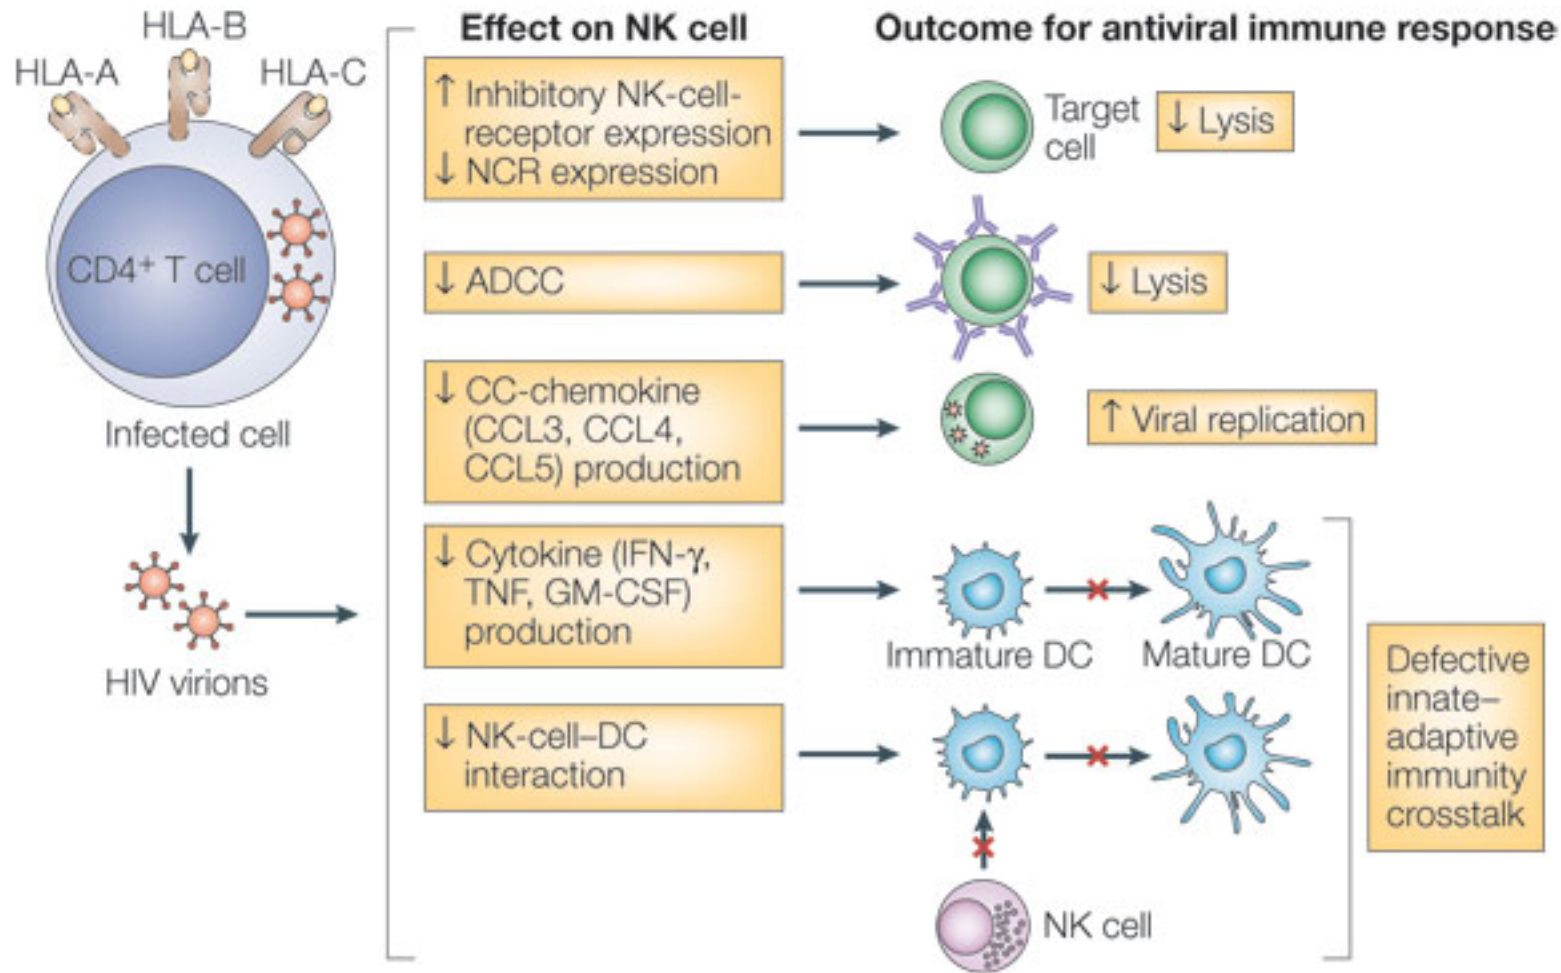 HLA-B
HLA-A
HLA-C
CD4⁺ T cell
Infected cell
HIV virions
Effect on NK cell
Outcome for antiviral immune response
↑ Inhibitory NK-cell-
receptor expression
↓ NCR expression
Target
cell
↓ Lysis
↓ ADCC
↓ Lysis
↓ CC-chemokine
(CCL3, CCL4,
CCL5) production
↑ Viral replication
↓ Cytokine (IFN-γ,
TNF, GM-CSF)
production
Immature DC
Mature DC
↓ NK-cell–DC
interaction
NK cell
Defective
innate–
adaptive
immunity
crosstalk